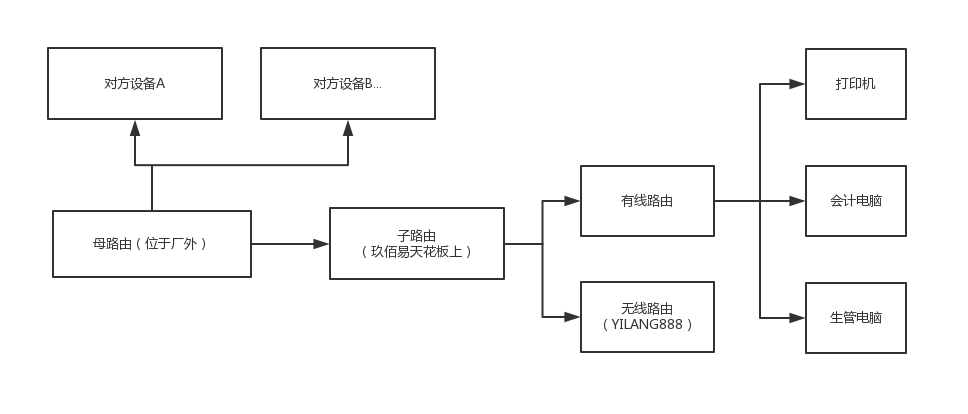 对方设备A
对方设备B...
打印机
母路由（位于厂外）
子路由
（玖佰易天花板上）
有线路由
会计电脑
无线路由
（YILANG888）
生管电脑